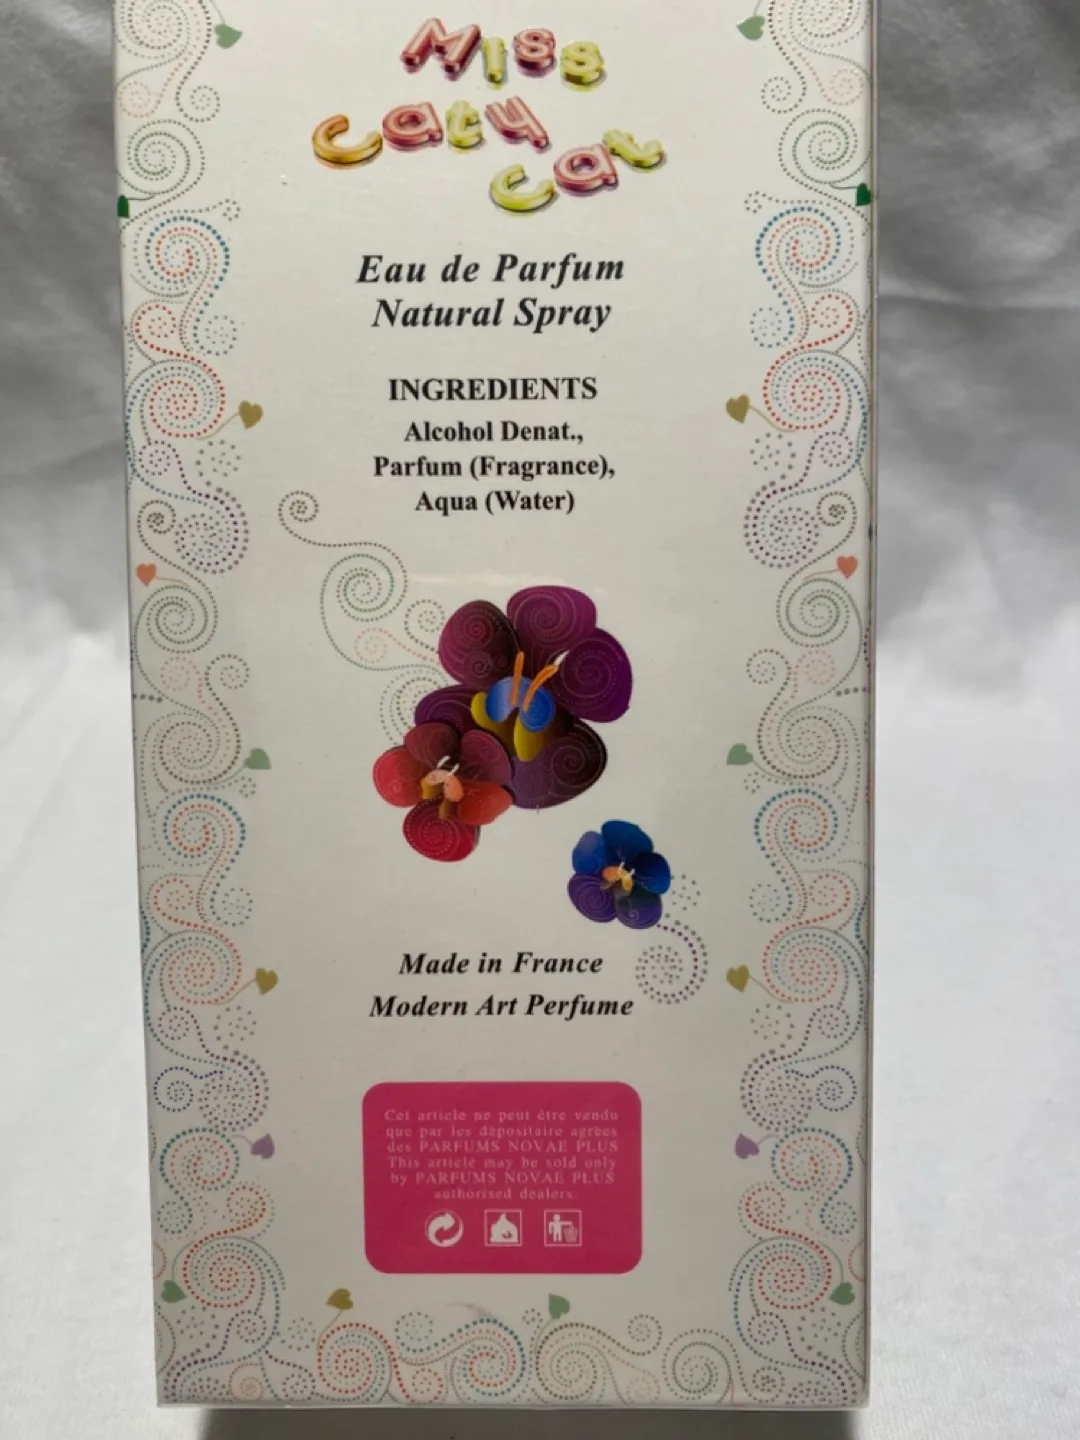 Miss
Caty
Cat
Eau de Parfum
Natural Spray
INGREDIENTS
Alcohol Denat.,
Parfum (Fragrance),
Aqua (Water)
Made in France
Modern Art Perfume
Cet article ne peut étre vendu
que par les dapositaire agrées
des PARFUMS NOVAE PLUS
This article may be sold only
by PARFUMS NOVAE PLUS
authorised dealers.